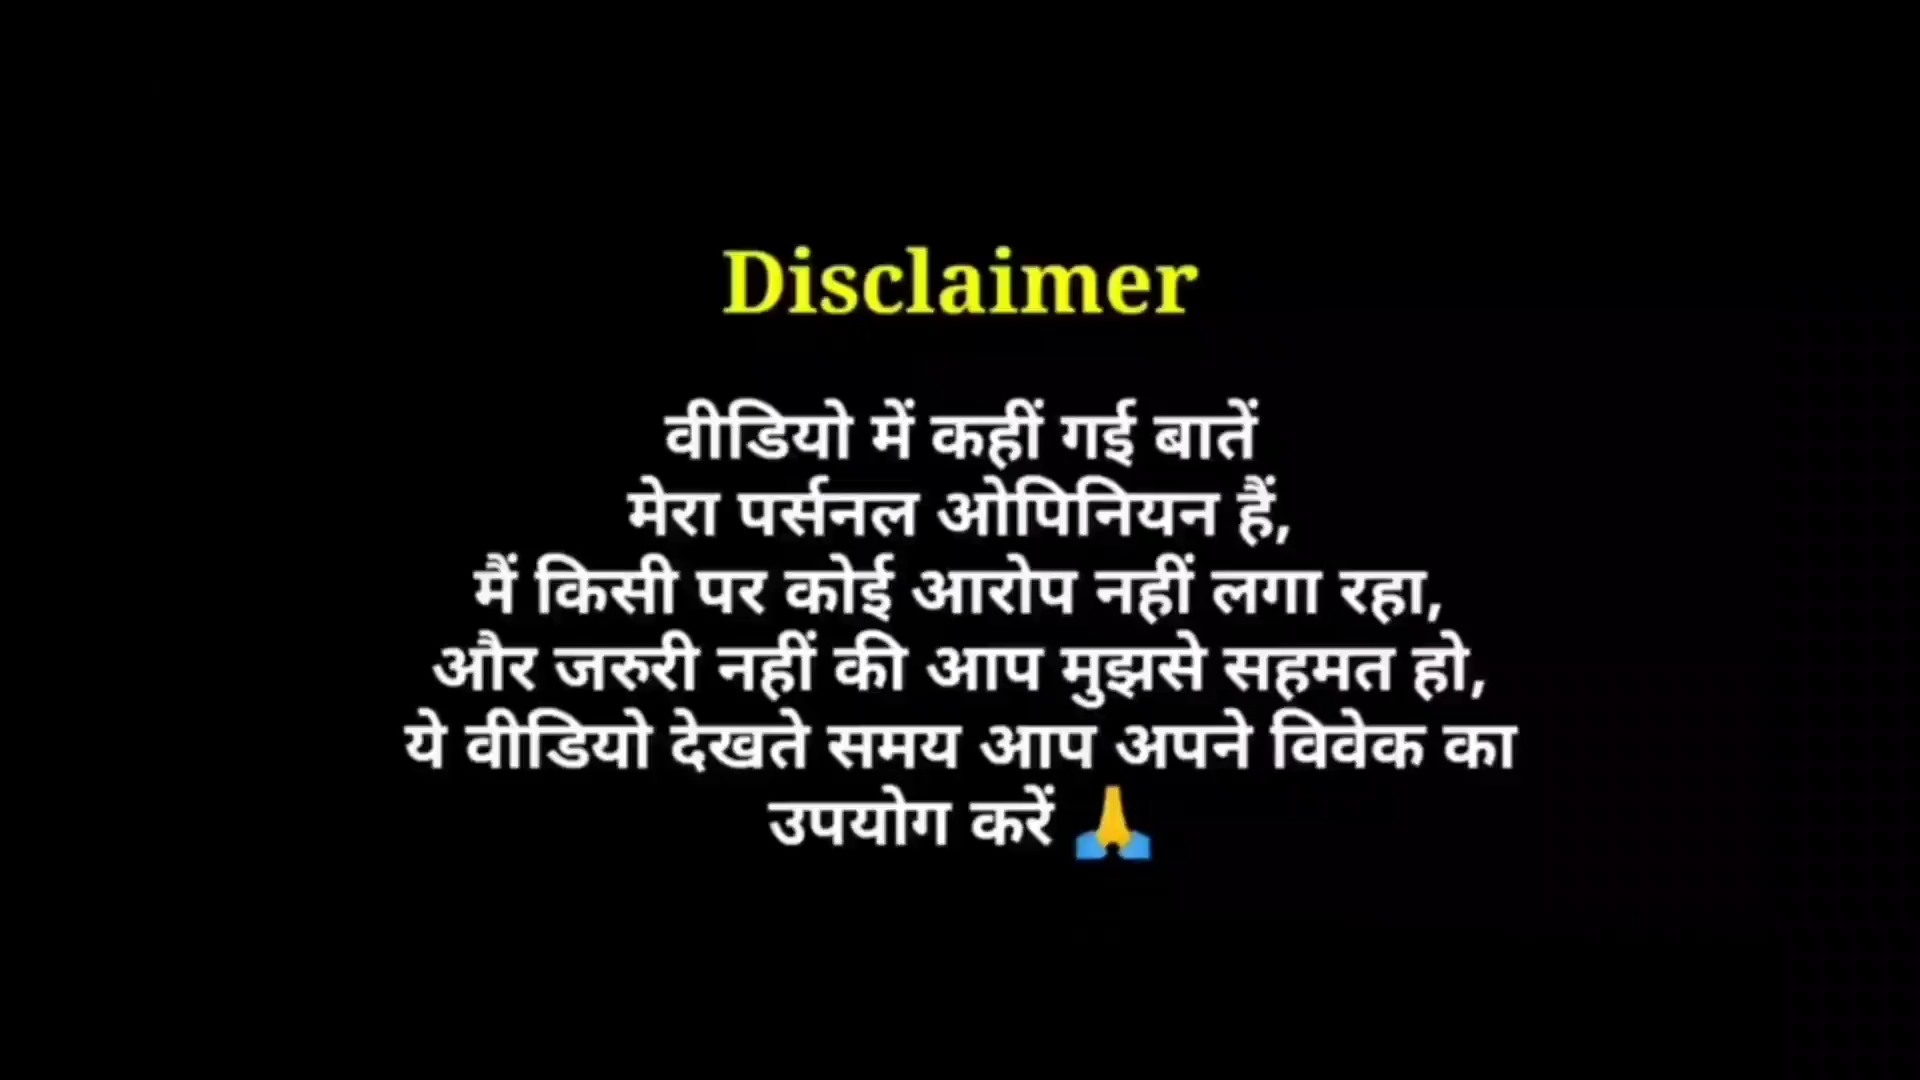 Disclaimer
वीडियो में कहीं गई बातें
मेरा पर्सनल ओपिनियन हैं,
मैं किसी पर कोई आरोप नहीं लगा रहा,
और जरुरी नहीं की आप मुझसे सहमत हो,
ये वीडियो देखते समय आप अपने विवेक का
उपयोग करें 🙏